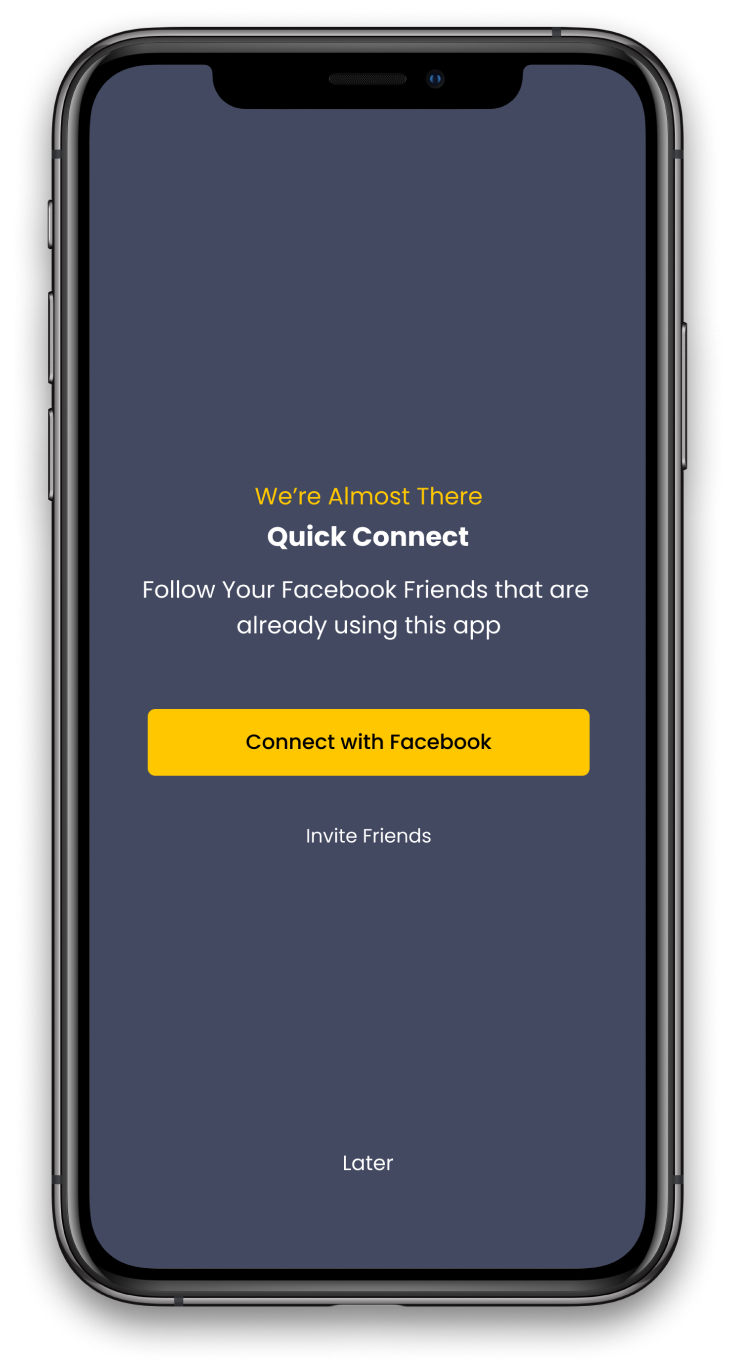 We’re Almost There
Quick Connect
Follow Your Facebook Friends that are
already using this app
Connect with Facebook
Invite Friends
Later